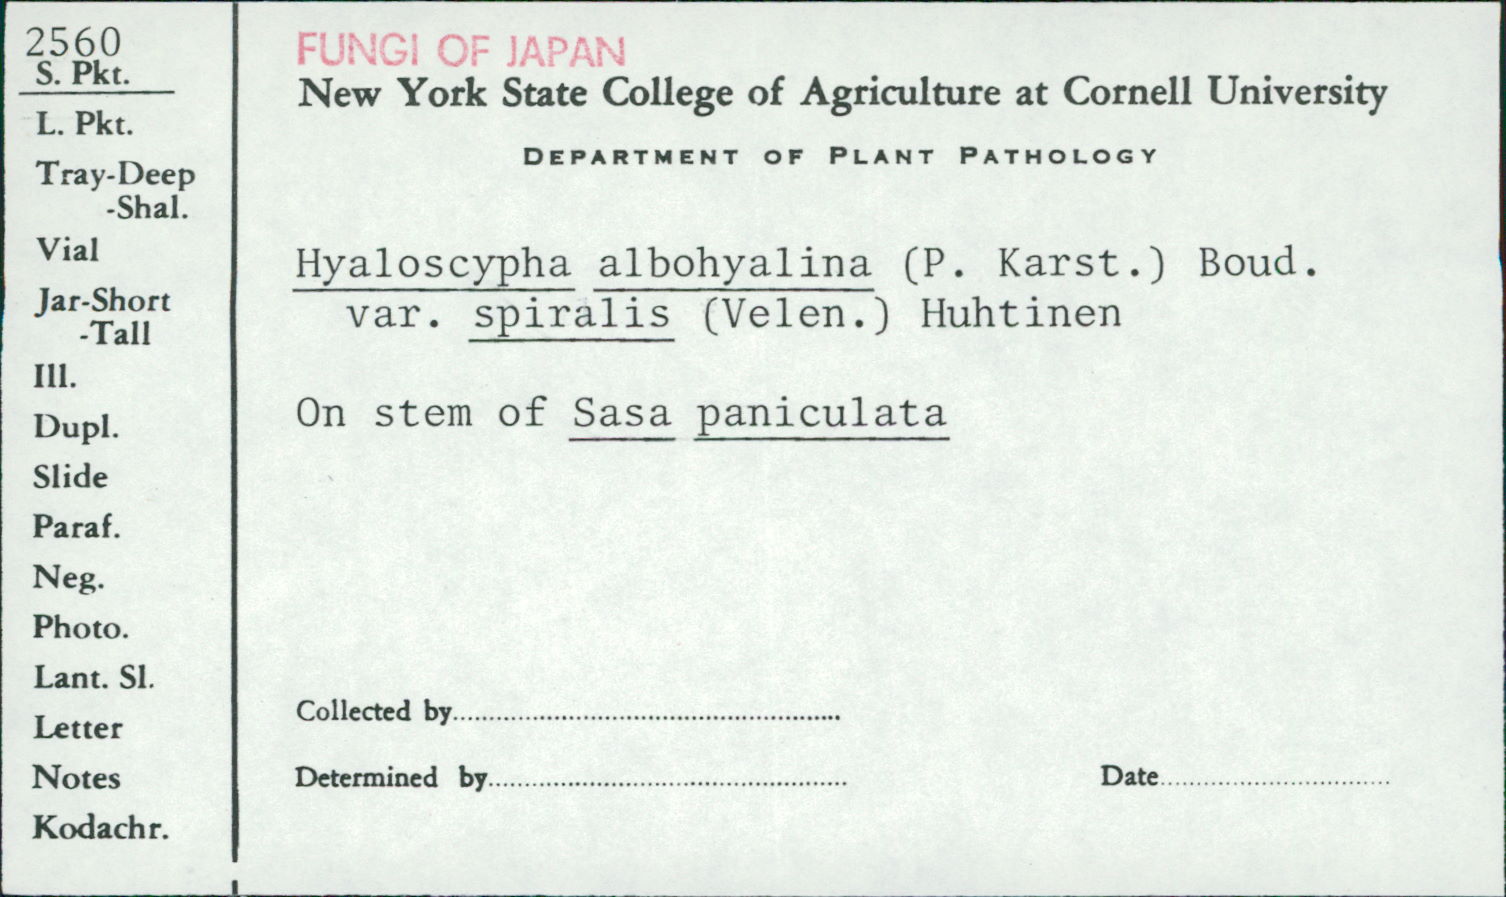 2560
S. Pkt.
L. Pkt.
Tray-Deep
-Shal.
Vial
Jar-Short
-Tall
Ill.
Dupl.
Slide
Paraf.
Neg.
Photo.
Lant. Sl.
Letter
Notes
Kodachr.
FUNGI OF JAPAN
New York State College of Agriculture at Cornell University
DEPARTMENT OF PLANT PATHOLOGY
Hyaloscypha albohyalina (P. Karst.) Boud.
var. spiralis (Velen.) Huhtinen
On stem of Sasa paniculata
Collected by
Determined by
Date